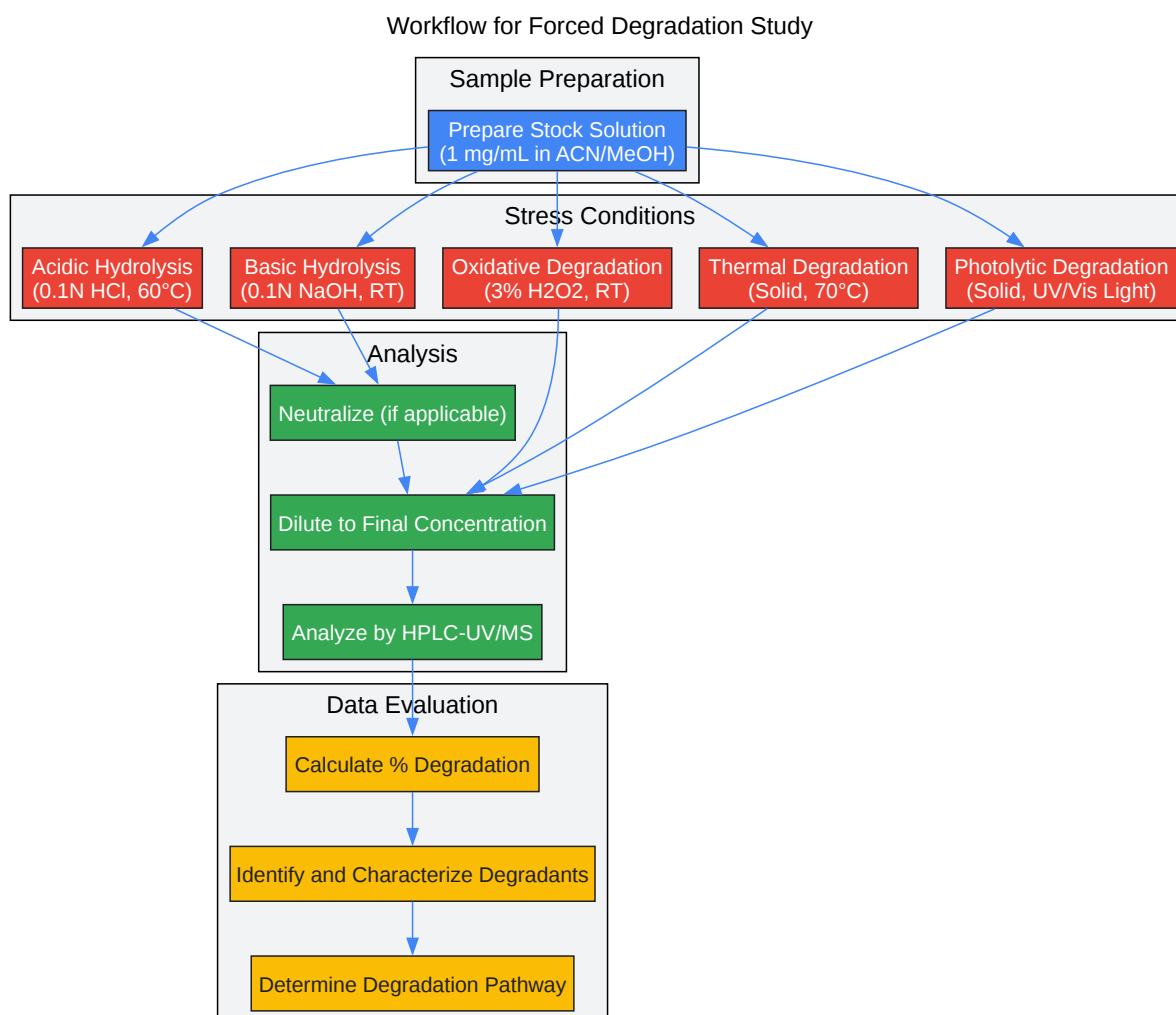 Workflow for Forced Degradation Study
Sample Preparation
Prepare Stock Solution
(1 mg/mL in ACN/MeOH)
Stress Conditions
Acidic Hydrolysis
(0.1N HCl, 60°C)
Basic Hydrolysis
(0.1N NaOH, RT)
Oxidative Degradation
(3% H2O2, RT)
Thermal Degradation
(Solid, 70°C)
Photolytic Degradation
(Solid, UV/Vis Light)
Analysis
Neutralize (if applicable)
Dilute to Final Concentration
Analyze by HPLC-UV/MS
Data Evaluation
Calculate % Degradation
Identify and Characterize Degradants
Determine Degradation Pathway